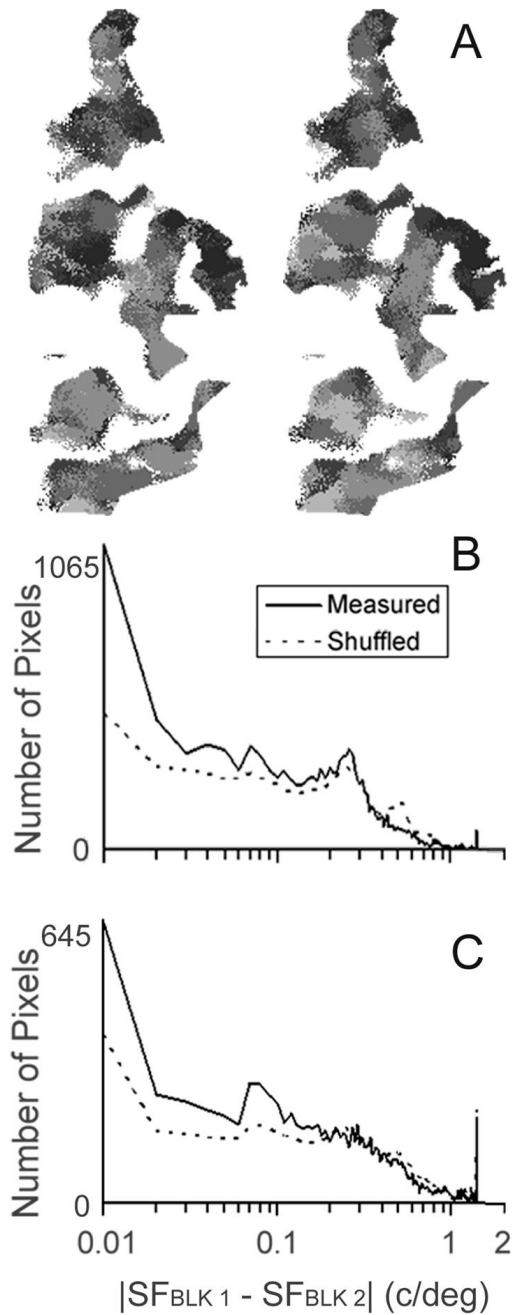 A
B
1065
Measured
Shuffled
Number of Pixels
0
C
645
Number of Pixels
0
0.01 0.1 1 2
|SFBLK 1 - SFBLK 2| (c/deg)